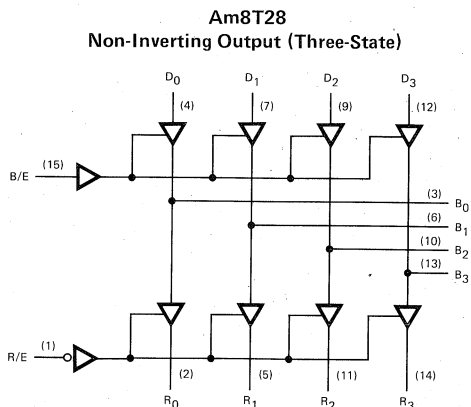 Am8T28
Non-Inverting Output (Three-State)
D0 D1 D2 D3
(4) (7) (9) (12)
B/E (15)
(3) B0
(6) B1
(10) B2
(13) B3
R/E (1)
(2) (5) (11) (14)
R0 R1 R2 R3